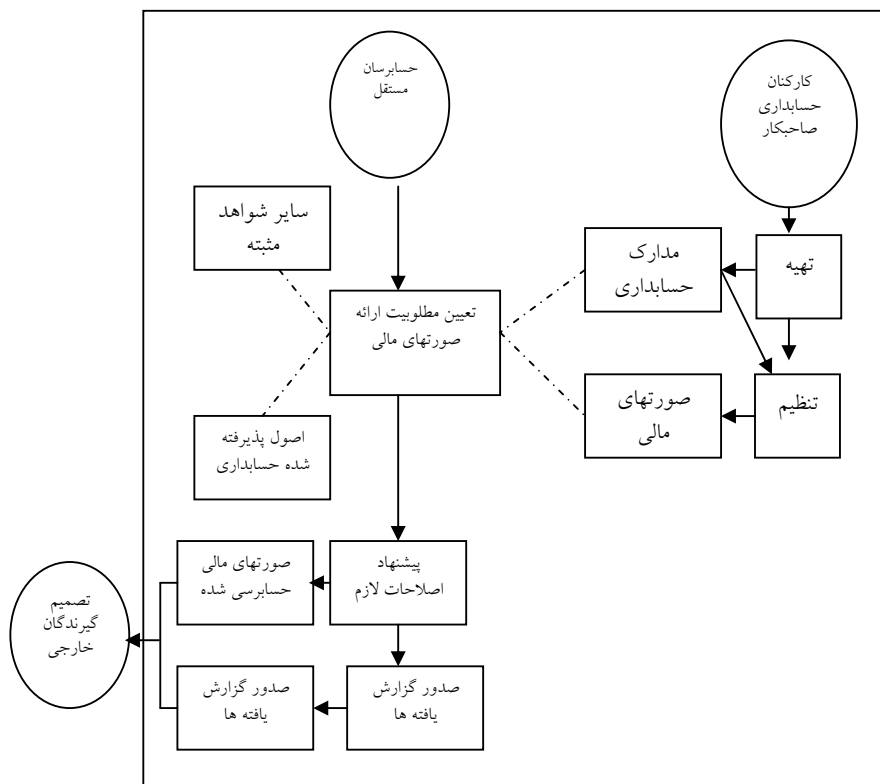 حسابرسان
مستقل
کارکنان
حسابداری
صاحبکار
سایر شواهد
مثبته
مدارک
حسابداری
تهیه
تعیین مطلوبیت ارائه
صورتهای مالی
صورتهای
مالی
تنظیم
اصول پذیرفته
شده حسابداری
پیشنهاد
اصلاحات لازم
صورتهای مالی
حسابرسی شده
تصمیم
گیرندگان
خارجی
صدور گزارش
یافته ها
صدور گزارش
یافته ها